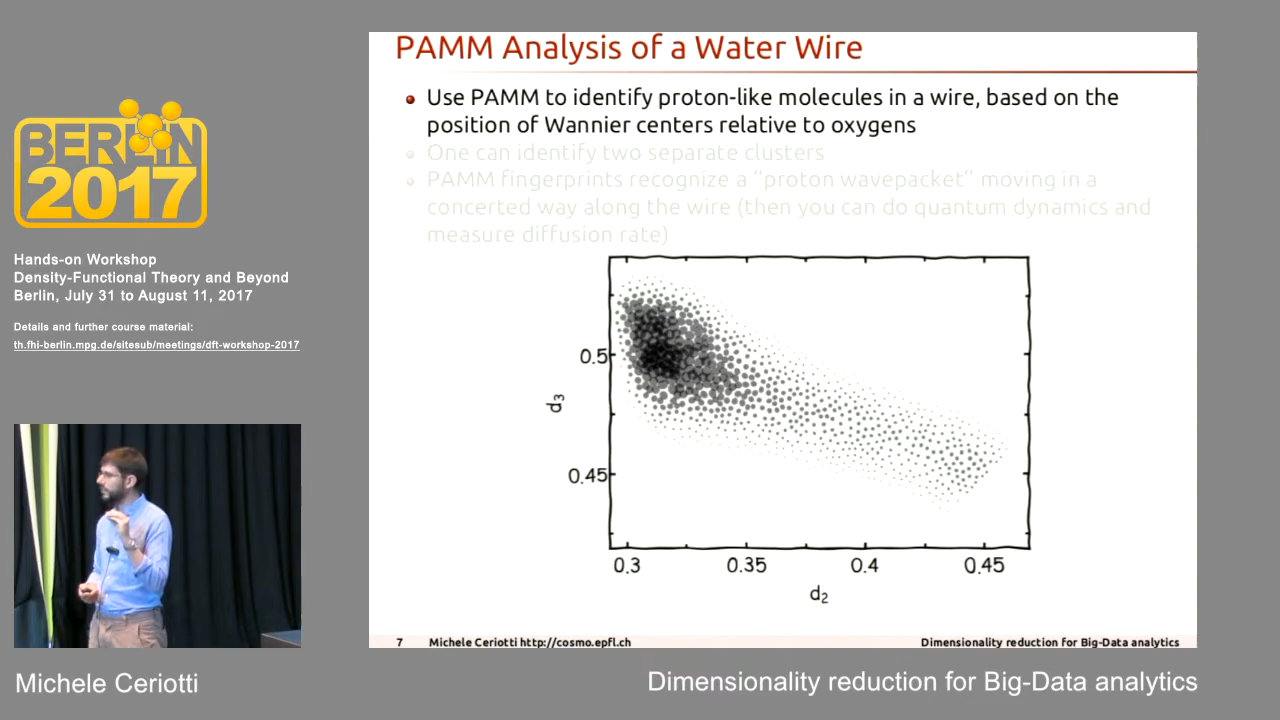 PAMM Analysis of a Water Wire
Use PAMM to identify proton-like molecules in a wire, based on the
position of Wannier centers relative to oxygens
One can identify two separate clusters
PAMM fingerprints recognize a “proton wavepacket” moving in a
concerted way along the wire (then you can do quantum dynamics and
measure diffusion rate)
0.5
d₃
0.45
0.3 0.35 0.4 0.45
d₂
7 Michele Ceriotti http://cosmo.epfl.ch Dimensionality reduction for Big-Data analytics
BERLIN
2017
Hands-on Workshop
Density-Functional Theory and Beyond
Berlin, July 31 to August 11, 2017
Details and further course material:
th.fhi-berlin.mpg.de/sitesub/meetings/dft-workshop-2017
Michele Ceriotti
Dimensionality reduction for Big-Data analytics